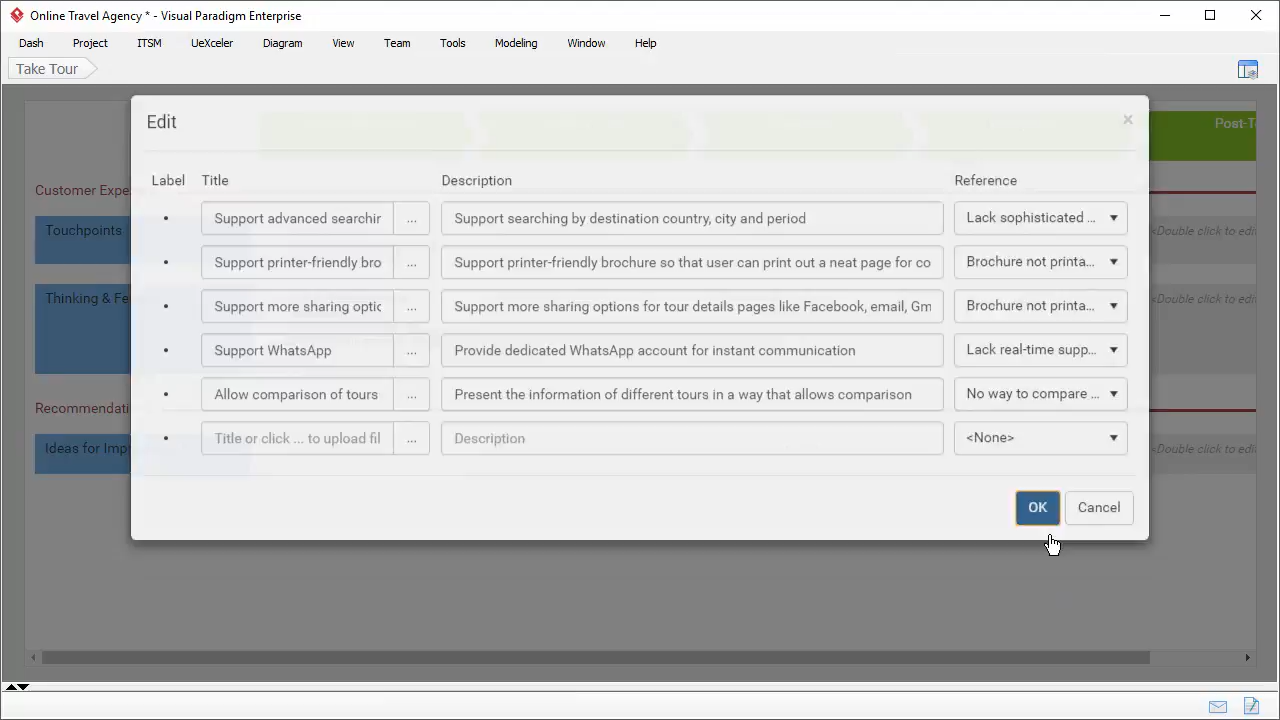 Online Travel Agency * - Visual Paradigm Enterprise
Dash Project ITSM UeXceler Diagram View Team Tools Modeling Window Help
Take Tour
Edit ×
Post-T
Label Title Description Reference
Customer Expe
Touchpoints
Thinking & Fe
Recommendati
Ideas for Imp
• Support advanced searchin ... Support searching by destination country, city and period Lack sophisticated ...
• Support printer-friendly bro ... Support printer-friendly brochure so that user can print out a neat page for co Brochure not printa...
• Support more sharing optic ... Support more sharing options for tour details pages like Facebook, email, Gm Brochure not printa...
• Support WhatsApp ... Provide dedicated WhatsApp account for instant communication Lack real-time supp...
• Allow comparison of tours ... Present the information of different tours in a way that allows comparison No way to compare ...
• Title or click ... to upload fil ... Description <None>
<Double click to edi
<Double click to edi
<Double click to edi
OK Cancel